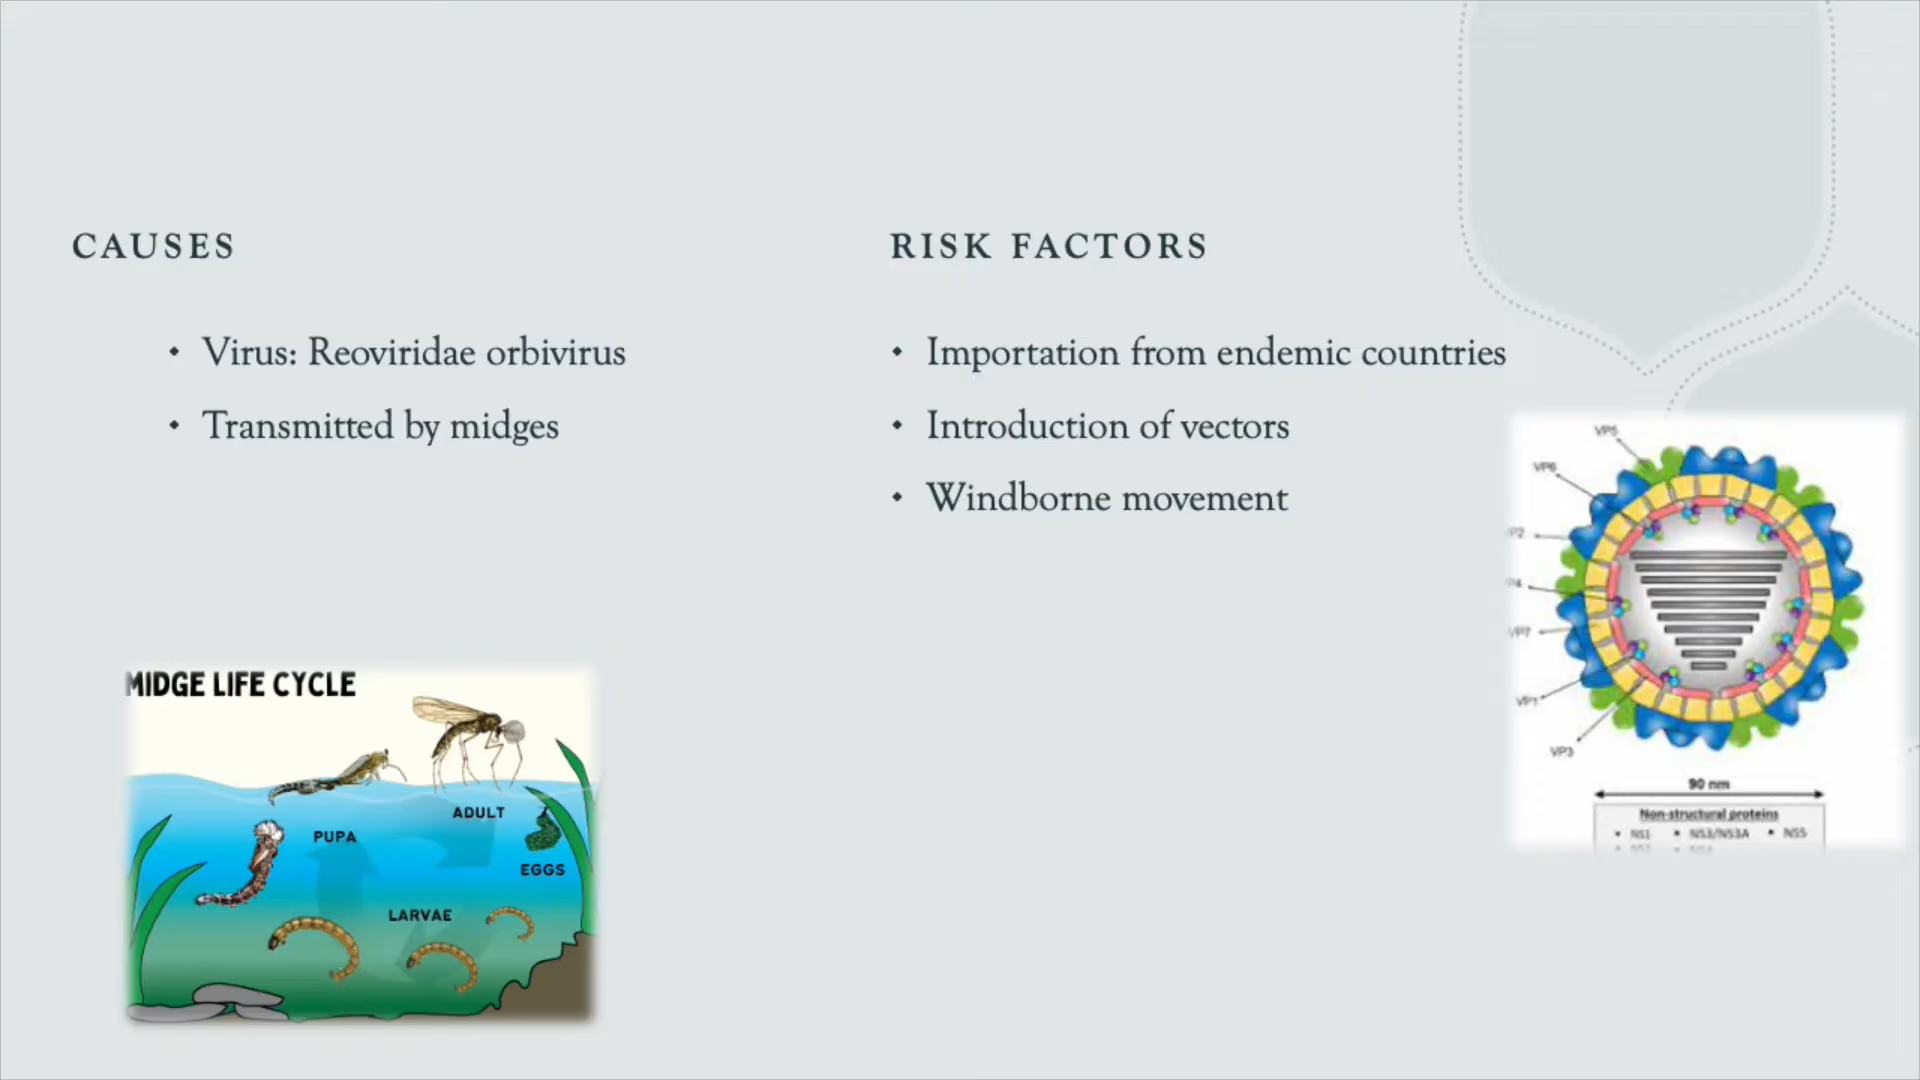 CAUSES
• Virus: Reoviridae orbivirus
• Transmitted by midges
RISK FACTORS
• Importation from endemic countries
• Introduction of vectors
• Windborne movement
MIDGE LIFE CYCLE
ADULT
PUPA
EGGS
LARVAE
VP5
VP6
VP7
VP1
VP3
90 nm
Non-structural proteins
• NS1 • NS3/NS3A • NS5